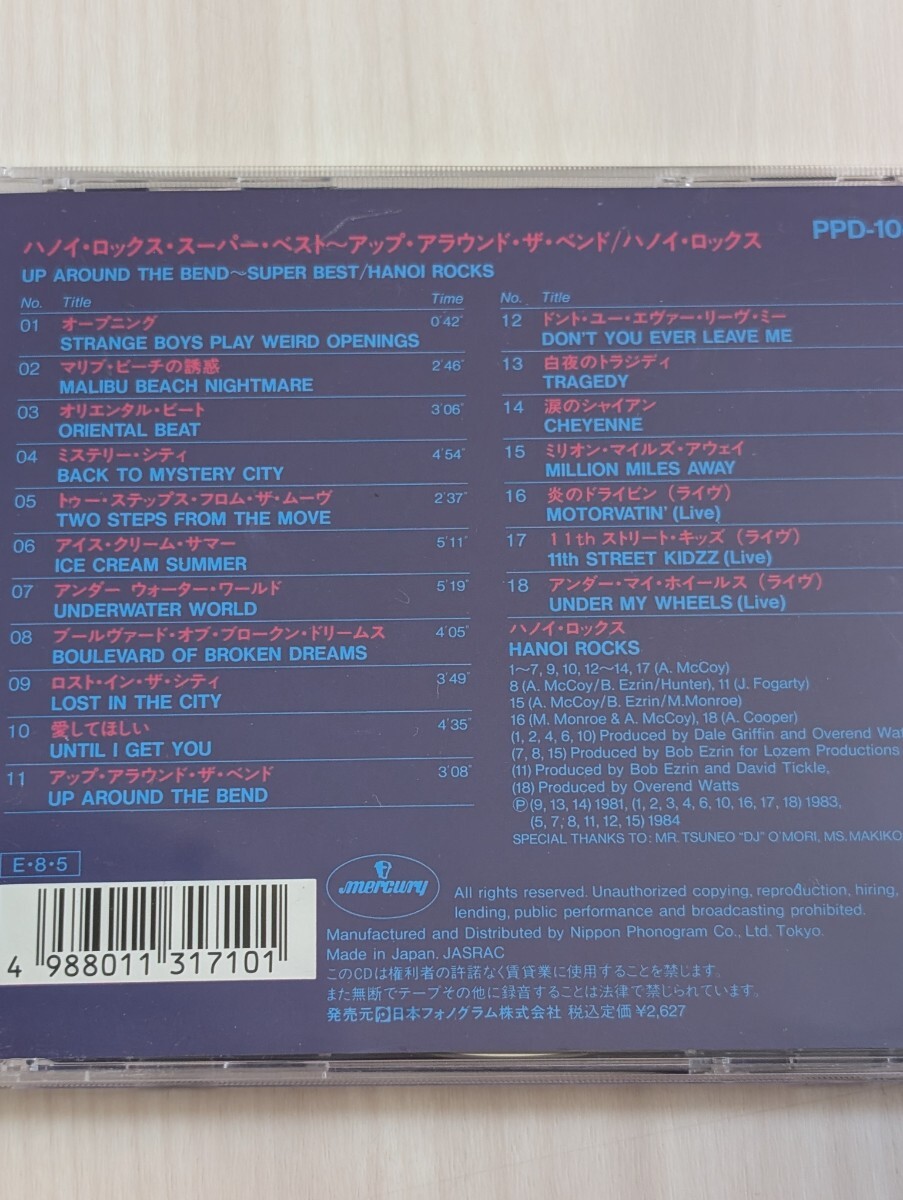 ハノイ・ロックス・スーパー・ベスト〜アップ・アラウンド・ザ・ベンド/ハノイ・ロックス
PPD-10
UP AROUND THE BEND〜SUPER BEST/HANOI ROCKS
No. Title Time
01 オープニング 0'42"
STRANGE BOYS PLAY WEIRD OPENINGS
02 マリブ・ビーチの誘惑 2'46"
MALIBU BEACH NIGHTMARE
03 オリエンタル・ビート 3'06"
ORIENTAL BEAT
04 ミステリー・シティ 4'54"
BACK TO MYSTERY CITY
05 トゥー・ステップス・フロム・ザ・ムーヴ 2'37"
TWO STEPS FROM THE MOVE
06 アイス・クリーム・サマー 5'11"
ICE CREAM SUMMER
07 アンダー ウォーター・ワールド 5'19"
UNDERWATER WORLD
08 ブールヴァード・オブ・ブロークン・ドリームス 4'05"
BOULEVARD OF BROKEN DREAMS
09 ロスト・イン・ザ・シティ 3'49"
LOST IN THE CITY
10 愛してほしい 4'35"
UNTIL I GET YOU
11 アップ・アラウンド・ザ・ベンド 3'08"
UP AROUND THE BEND
No. Title
12 ドント・ユー・エヴァー・リーヴ・ミー
DON'T YOU EVER LEAVE ME
13 白夜のトラジディ
TRAGEDY
14 涙のシャイアン
CHEYENNE
15 ミリオン・マイルズ・アウェイ
MILLION MILES AWAY
16 炎のドライビン（ライヴ）
MOTORVATIN' (Live)
17 11th ストリート・キッズ（ライヴ）
11th STREET KIDZZ (Live)
18 アンダー・マイ・ホイールス（ライヴ）
UNDER MY WHEELS (Live)
ハノイ・ロックス
HANOI ROCKS
1〜7, 9, 10, 12〜14, 17 (A. McCoy)
8 (A. McCoy/B. Ezrin/Hunter), 11 (J. Fogarty)
15 (A. McCoy/B. Ezrin/M.Monroe)
16 (M. Monroe & A. McCoy), 18 (A. Cooper)
(1, 2, 4, 6, 10) Produced by Dale Griffin and Overend Wat
(7, 8, 15) Produced by Bob Ezrin for Lozem Productions
(11) Produced by Bob Ezrin and David Tickle,
(18) Produced by Overend Watts
Ⓟ (9, 13, 14) 1981, (1, 2, 3, 4, 6, 10, 16, 17, 18) 1983,
(5, 7, 8, 11, 12, 15) 1984
SPECIAL THANKS TO: MR. TSUNEO "DJ" O'MORI, MS. MAKIKO
E・8・5
mercury
All rights reserved. Unauthorized copying, reproduction, hiring,
lending, public performance and broadcasting prohibited.
Manufactured and Distributed by Nippon Phonogram Co., Ltd. Tokyo.
Made in Japan. JASRAC
このCDは権利者の許諾なく賃貸業に使用することを禁じます。
また無断でテープその他に録音することは法律で禁じられています。
発売元 日本フォノグラム株式会社 税込定価¥2,627
4 988011 317101